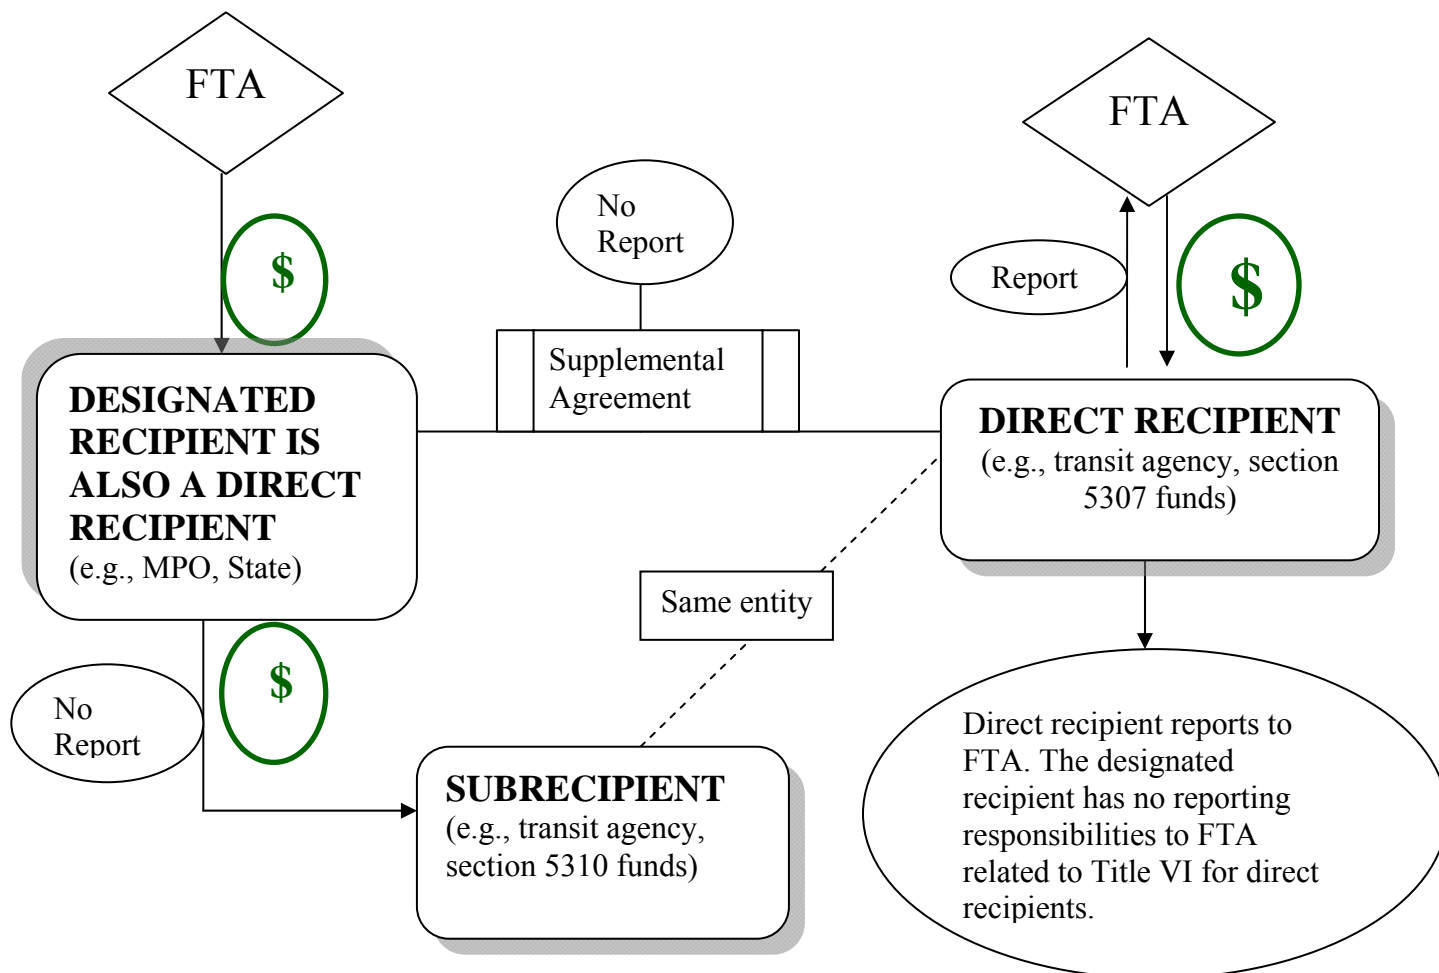 FTA
FTA
$
No
Report
Report
$
Supplemental
Agreement
DESIGNATED
RECIPIENT IS
ALSO A DIRECT
RECIPIENT
(e.g., MPO, State)
DIRECT RECIPIENT
(e.g., transit agency, section
5307 funds)
Same entity
No
Report
$
SUBRECIPIENT
(e.g., transit agency,
section 5310 funds)
Direct recipient reports to
FTA. The designated
recipient has no reporting
responsibilities to FTA
related to Title VI for direct
recipients.